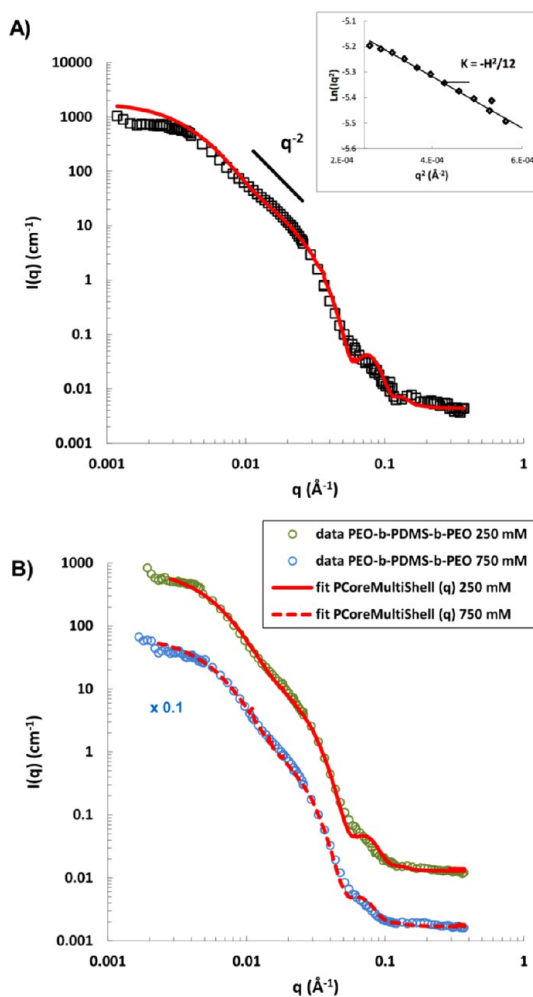 A)
10000
1000
100
10
1
0.1
0.01
0.001
I(q) (cm⁻¹)
0.001 0.01 0.1 1
q (Å⁻¹)
q⁻²
-5.1
-5.2
-5.3
-5.4
-5.5
-5.6
Ln(Iq²)
K = -H²/12
2.E-04 4.E-04 6.E-04
q² (Å⁻²)
data PEO-b-PDMS-b-PEO 250 mM
data PEO-b-PDMS-b-PEO 750 mM
fit PCoreMultiShell (q) 250 mM
fit PCoreMultiShell (q) 750 mM
B)
1000
100
10
1
0.1
0.01
0.001
I(q) (cm⁻¹)
x 0.1
0.001 0.01 0.1 1
q (Å⁻¹)